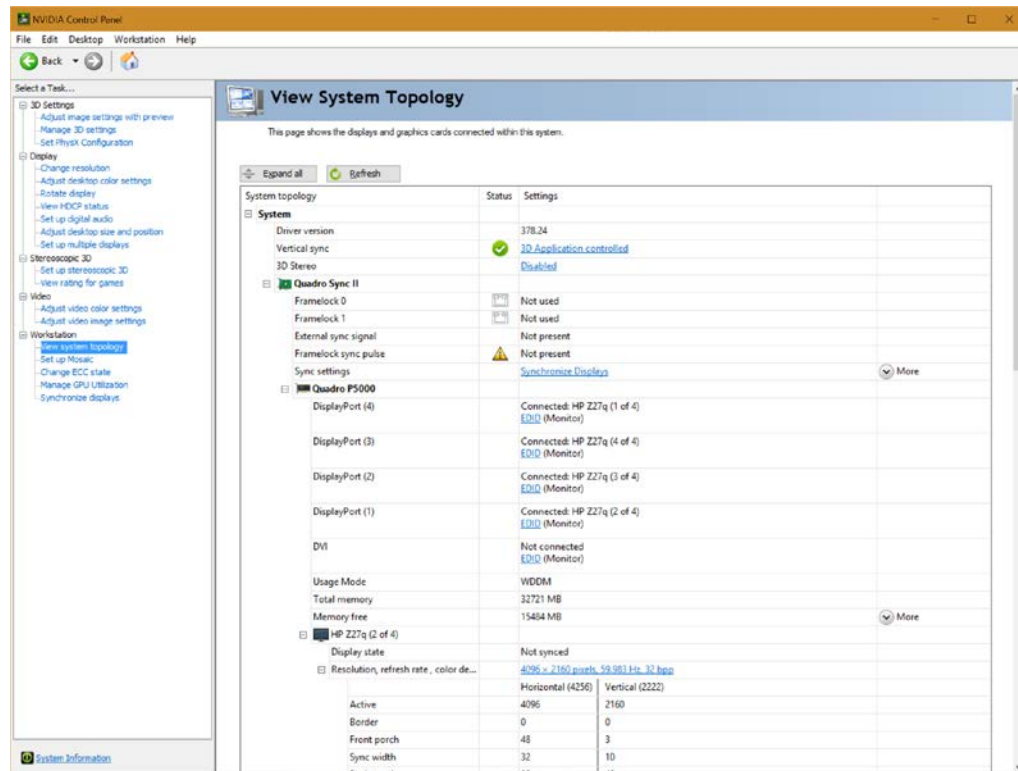 NVIDIA Control Panel
File Edit Desktop Workstation Help
Back
Select a Task...
3D Settings
Adjust image settings with preview
Manage 3D settings
Set PhysX Configuration
Display
Change resolution
Adjust desktop color settings
Rotate display
View HDCP status
Set up digital audio
Adjust desktop size and position
Set up multiple displays
Stereoscopic 3D
Set up stereoscopic 3D
View rating for games
Video
Adjust video color settings
Adjust video image settings
Workstation
View system topology
Set up Mosaic
Change ECC state
Manage GPU Utilization
Synchronize displays
System Information
View System Topology
This page shows the displays and graphics cards connected within this system.
Expand all Refresh
System topology Status Settings
System
Driver version 378.24
Vertical sync 3D Application controlled
3D Stereo Disabled
Quadro Sync II
Framelock 0 Not used
Framelock 1 Not used
External sync signal Not present
Framelock sync pulse Not present
Sync settings Synchronize Displays More
Quadro P5000
DisplayPort (4) Connected: HP Z27q (1 of 4)
EDID (Monitor)
DisplayPort (3) Connected: HP Z27q (4 of 4)
EDID (Monitor)
DisplayPort (2) Connected: HP Z27q (3 of 4)
EDID (Monitor)
DisplayPort (1) Connected: HP Z27q (2 of 4)
EDID (Monitor)
DVI Not connected
EDID (Monitor)
Usage Mode WDDM
Total memory 32721 MB
Memory free 15484 MB More
HP Z27q (2 of 4)
Display state Not synced
Resolution, refresh rate , color de... 4096 × 2160 pixels, 59.983 Hz, 32 bpp
Horizontal (4256) Vertical (2222)
Active 4096 2160
Border 0 0
Front porch 48 3
Sync width 32 10